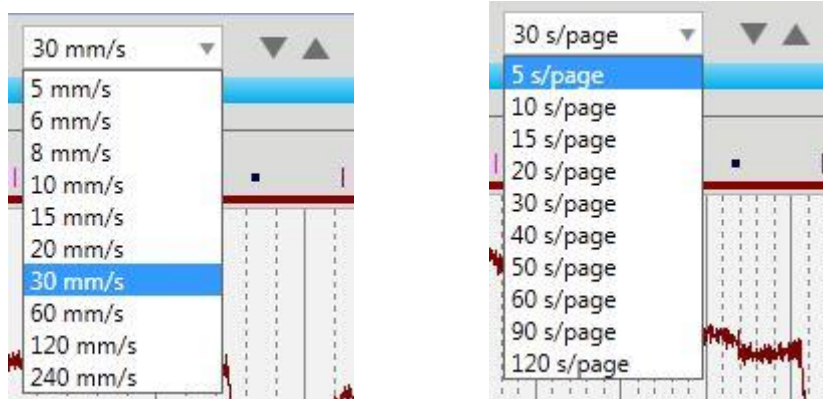 30 mm/s
5 mm/s
6 mm/s
8 mm/s
10 mm/s
15 mm/s
20 mm/s
30 mm/s
60 mm/s
120 mm/s
240 mm/s
30 s/page
5 s/page
10 s/page
15 s/page
20 s/page
30 s/page
40 s/page
50 s/page
60 s/page
90 s/page
120 s/page